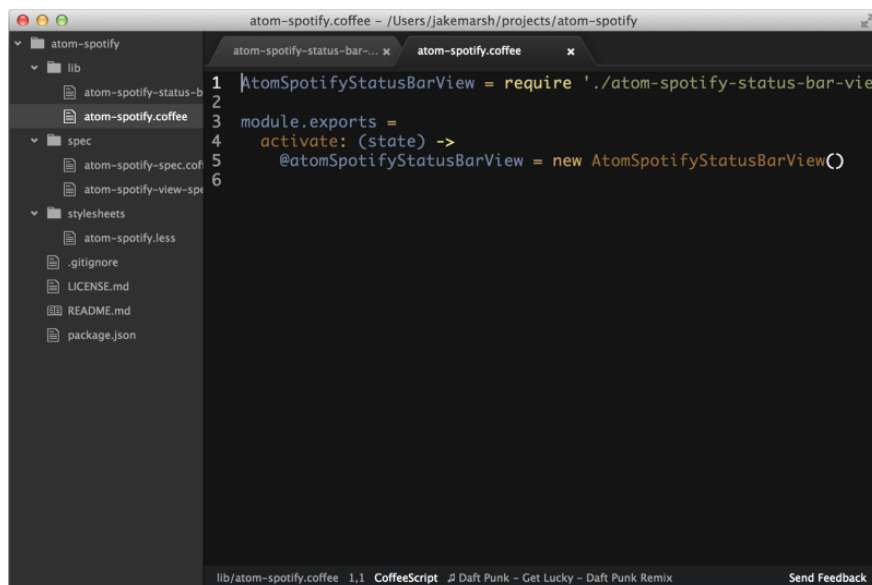 atom-spotify.coffee - /Users/jakemarsh/projects/atom-spotify
atom-spotify
lib
atom-spotify-status-b
atom-spotify.coffee
spec
atom-spotify-spec.cof
atom-spotify-view-spe
stylesheets
atom-spotify.less
.gitignore
LICENSE.md
README.md
package.json
atom-spotify-status-bar-... ×
atom-spotify.coffee ×
1 AtomSpotifyStatusBarView = require './atom-spotify-status-bar-vie
2
3 module.exports =
4   activate: (state) ->
5     @atomSpotifyStatusBarView = new AtomSpotifyStatusBarView()
6
lib/atom-spotify.coffee 1,1 CoffeeScript ♫ Daft Punk - Get Lucky - Daft Punk Remix Send Feedback